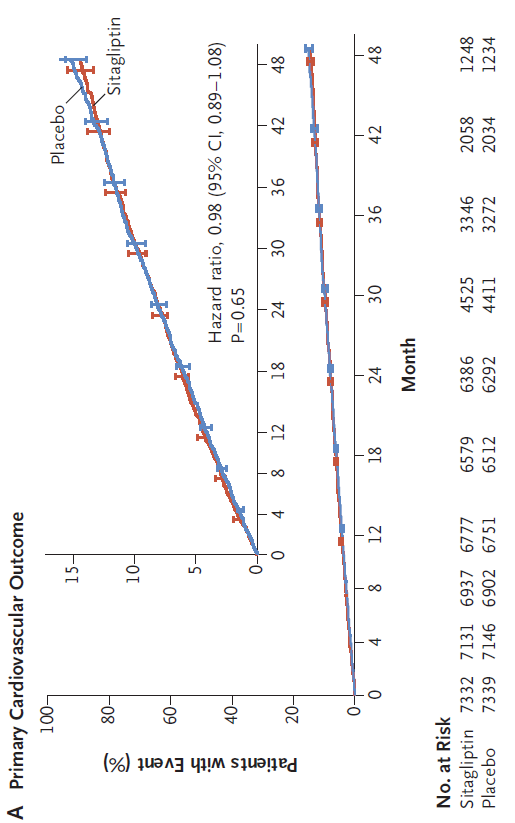 A Primary Cardiovascular Outcome
Patients with Event (%)
100
80
60
40
20
0
15
10
5
0
0 4 8 12 18 24 30 36 42 48
Placebo
Sitagliptin
Hazard ratio, 0.98 (95% CI, 0.89–1.08)
P=0.65
0 4 8 12 18 24 30 36 42 48
Month
No. at Risk
Sitagliptin 7332 7131 6937 6777 6579 6386 4525 3346 2058 1248
Placebo 7339 7146 6902 6751 6512 6292 4411 3272 2034 1234